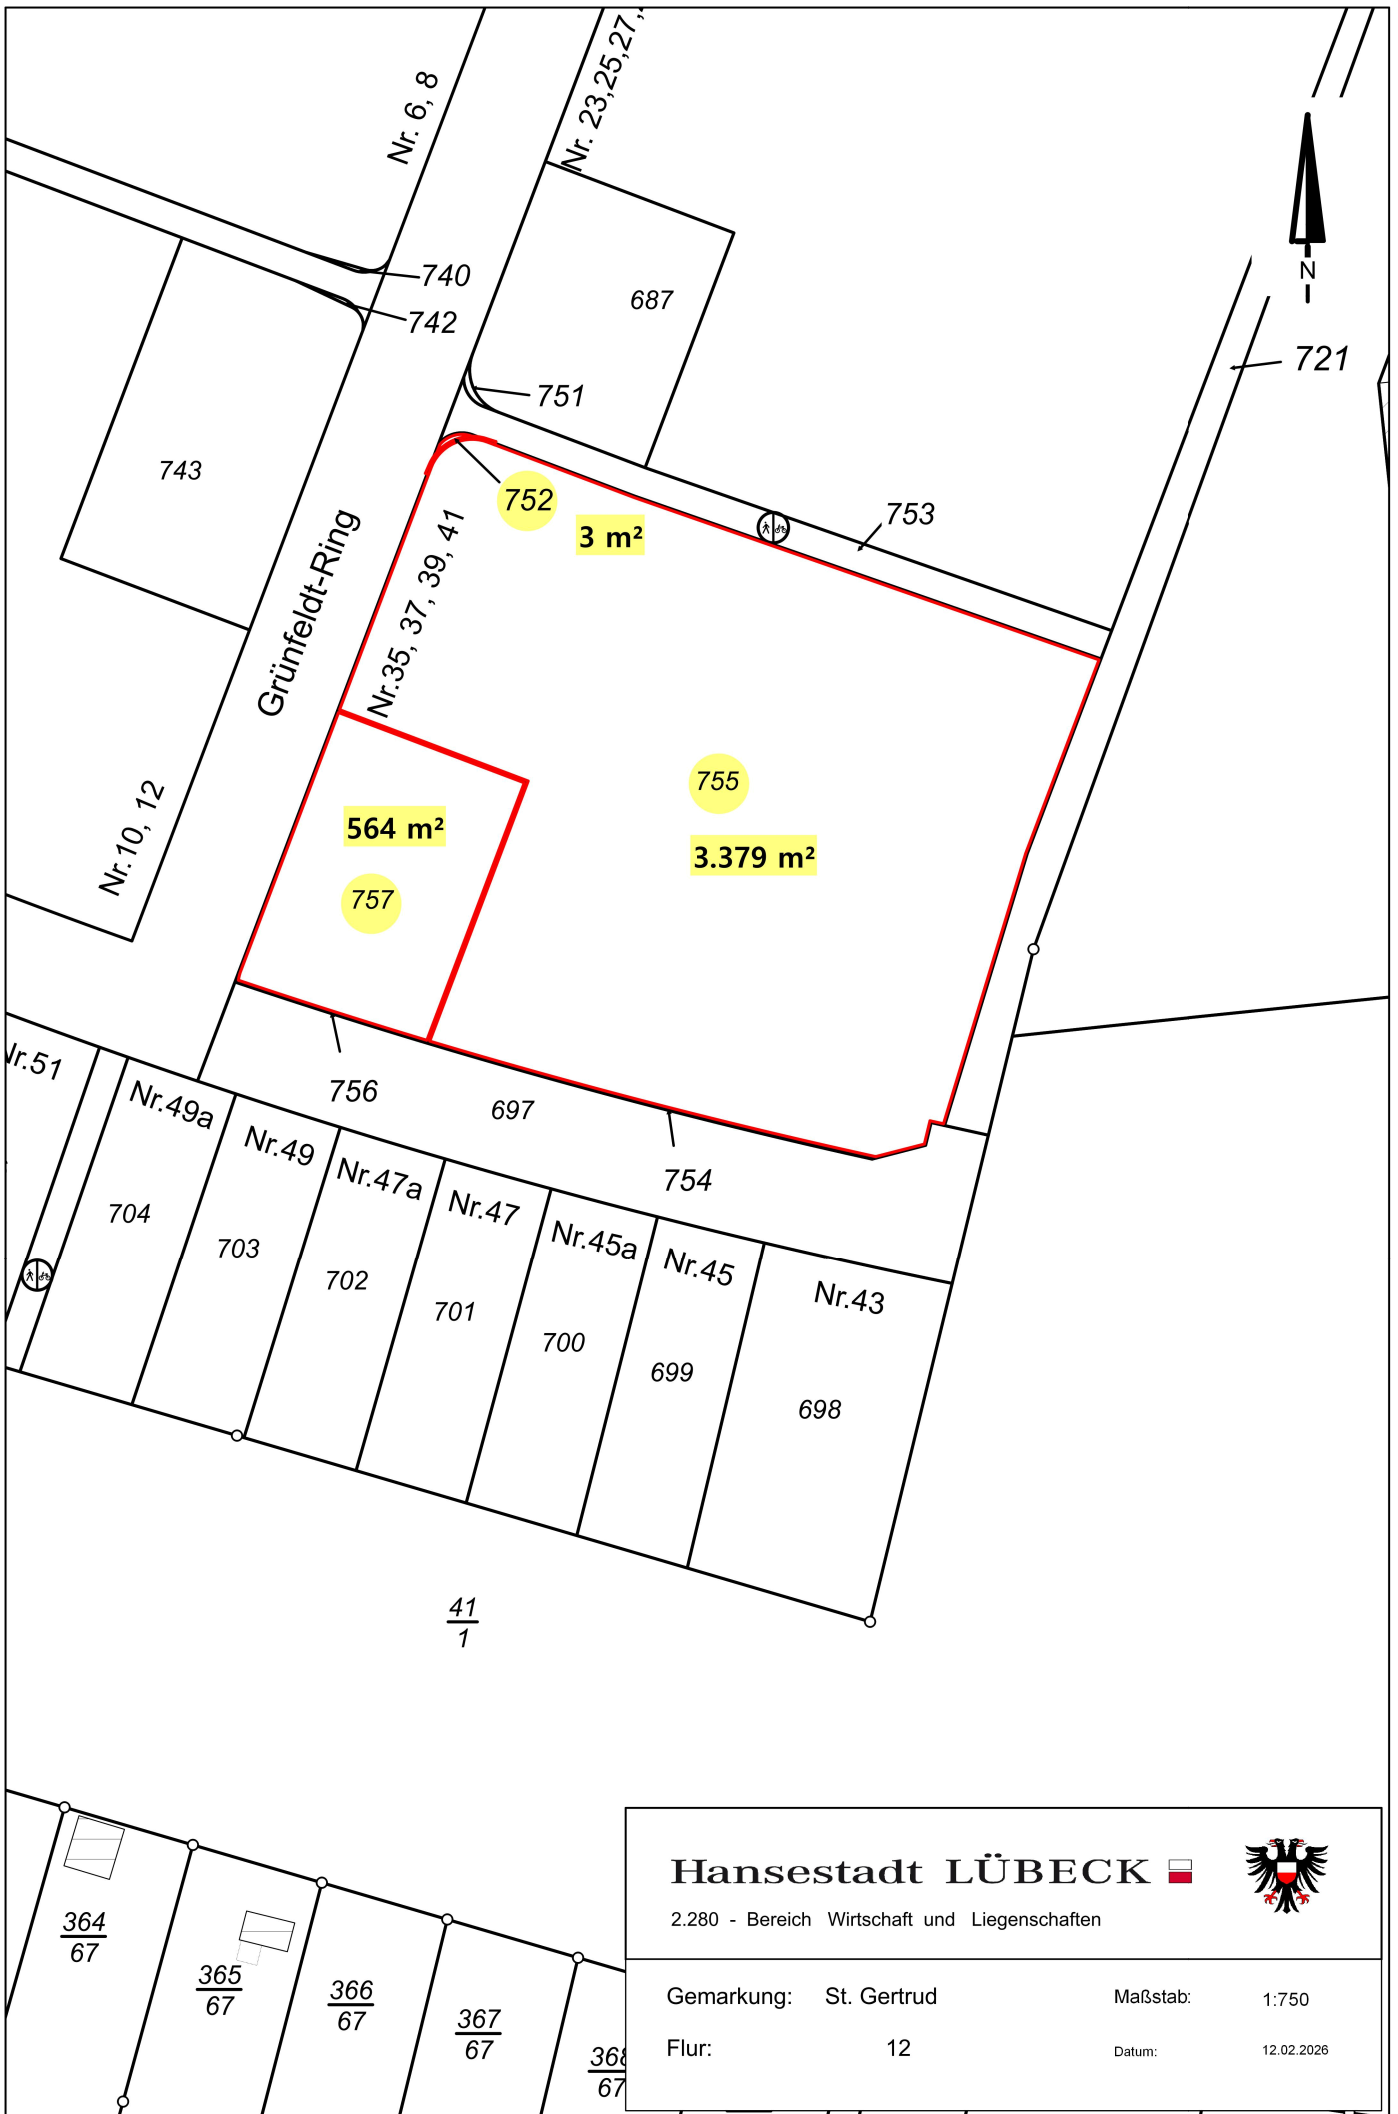 Nr. 6, 8
Nr. 23,25,27,
740
742
687
N
721
751
743
752
3 m²
753
Grünfeldt-Ring
Nr.35, 37, 39, 41
755
3.379 m²
564 m²
757
Nr.10, 12
Nr.51
756
697
754
Nr.49a
Nr.49
Nr.47a
Nr.47
Nr.45a
Nr.45
Nr.43
704
703
702
701
700
699
698
41
1
364
67
365
67
366
67
367
67
368
67
Hansestadt LÜBECK
2.280 - Bereich Wirtschaft und Liegenschaften
Gemarkung: St. Gertrud
Maßstab: 1:750
Flur: 12
Datum: 12.02.2026